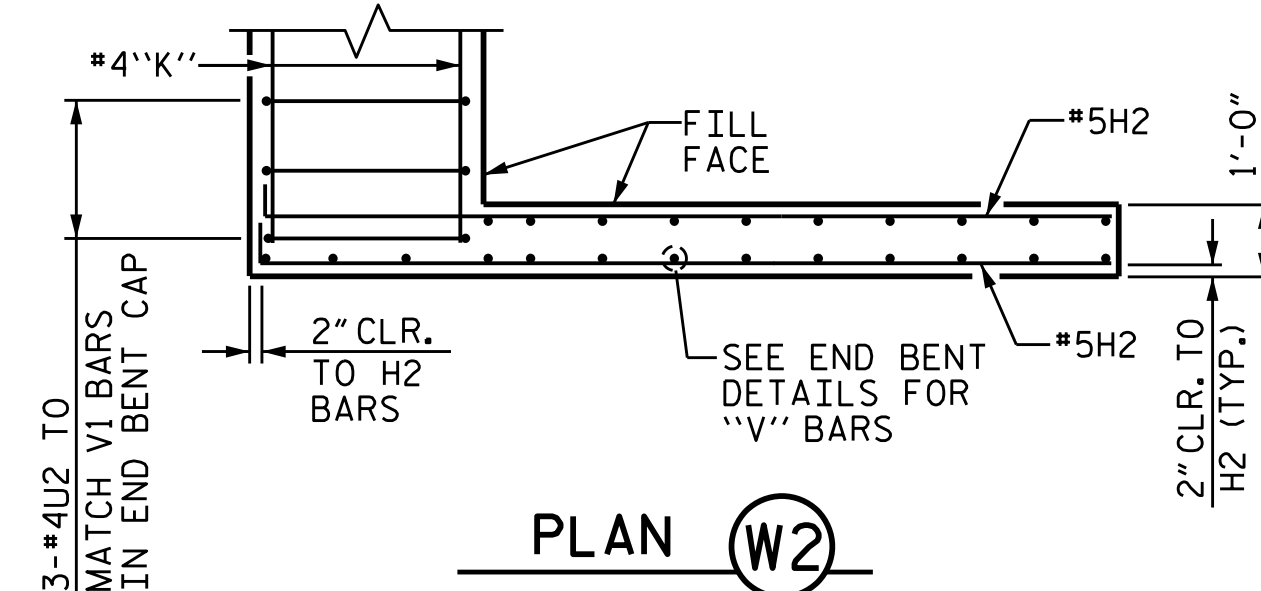 #4''K''
FILL
FACE
#5H2
1'-0"
3-#4U2 TO
MATCH V1 BARS
IN END BENT CAP
2" CLR.
TO H2
BARS
SEE END BENT
DETAILS FOR
''V'' BARS
#5H2
2" CLR. TO
H2 (TYP.)
PLAN W2